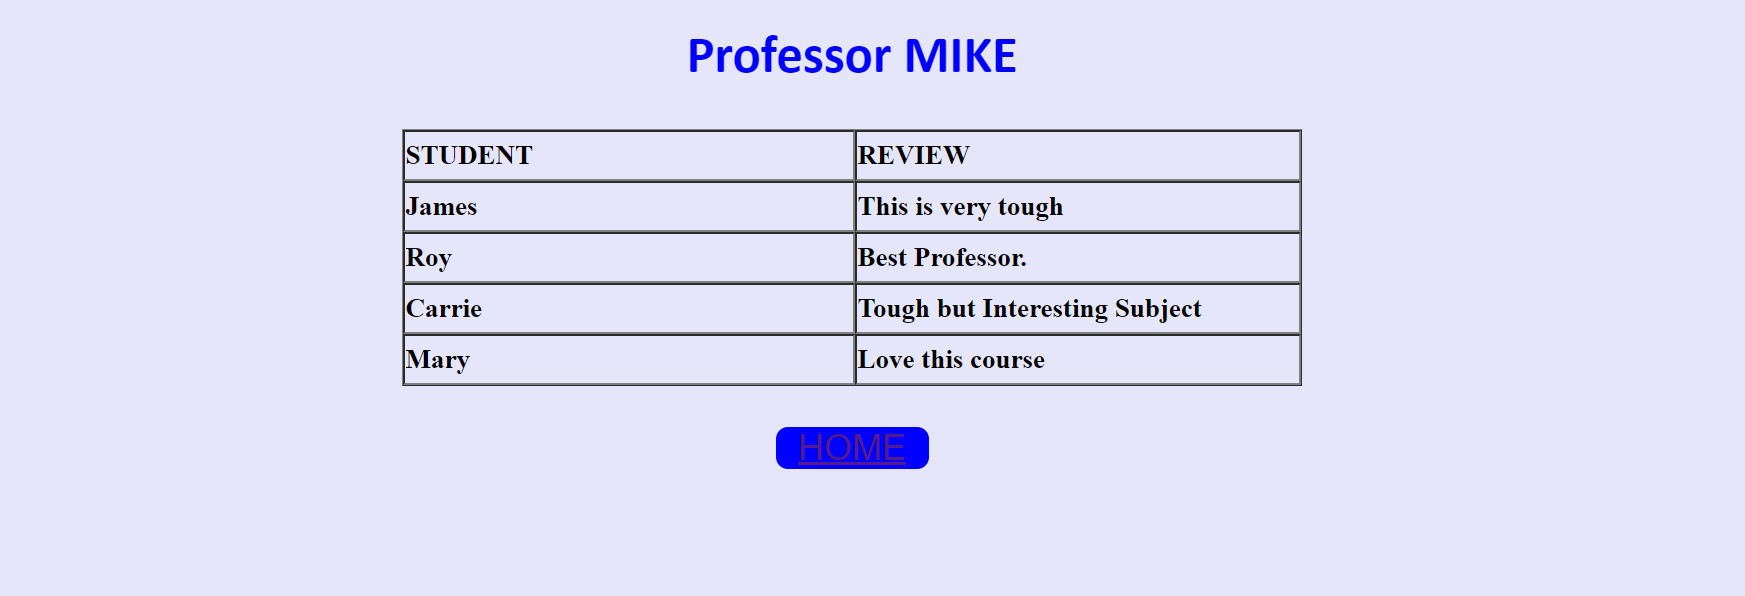 Professor MIKE
STUDENT REVIEW
James This is very tough
Roy Best Professor.
Carrie Tough but Interesting Subject
Mary Love this course
HOME